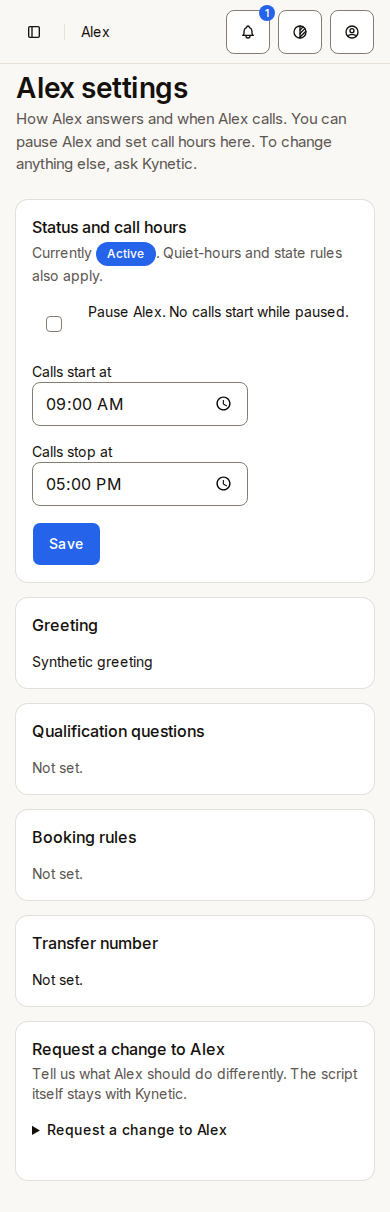 Alex
1
Alex settings
How Alex answers and when Alex calls. You can
pause Alex and set call hours here. To change
anything else, ask Kynetic.
Status and call hours
Currently Active. Quiet-hours and state rules
also apply.
Pause Alex. No calls start while paused.
Calls start at
09:00 AM
Calls stop at
05:00 PM
Save
Greeting
Synthetic greeting
Qualification questions
Not set.
Booking rules
Not set.
Transfer number
Not set.
Request a change to Alex
Tell us what Alex should do differently. The script
itself stays with Kynetic.
Request a change to Alex